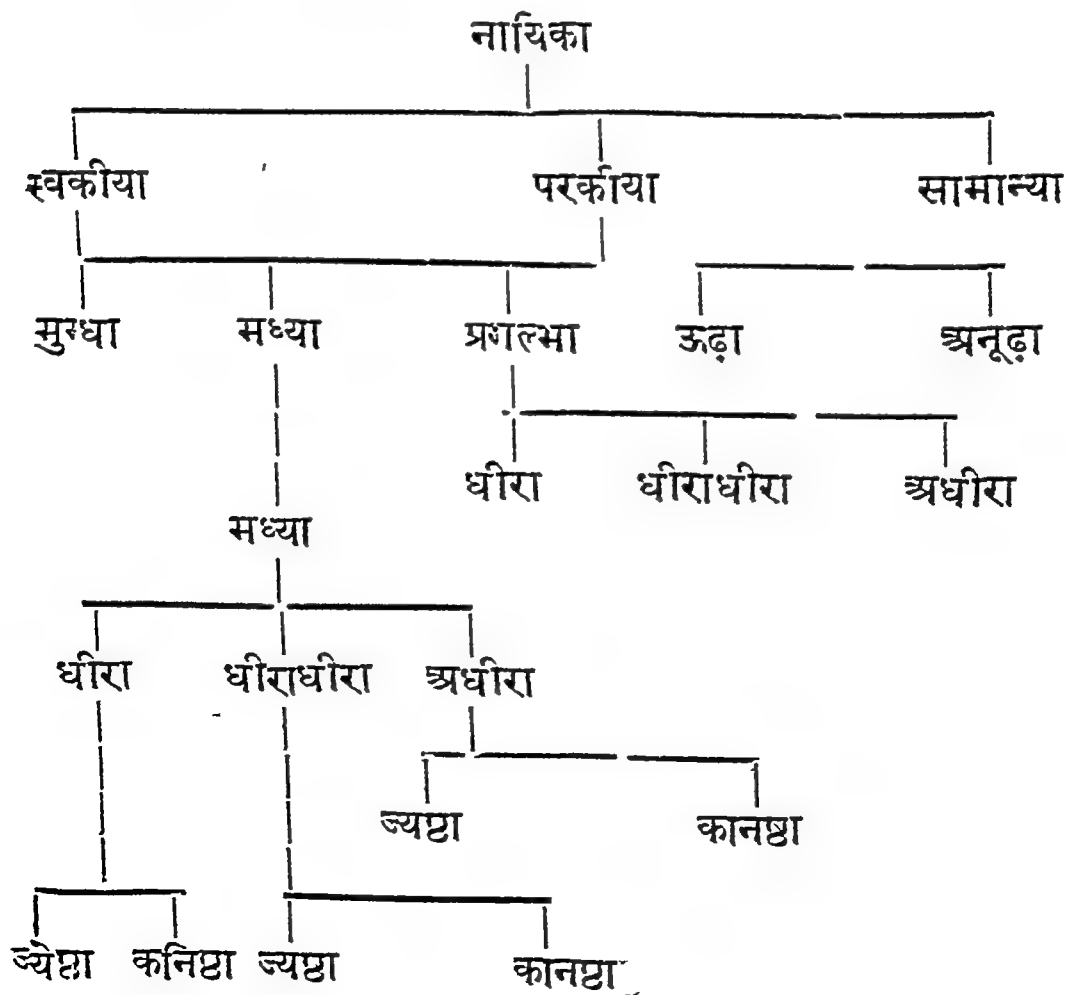 नायिका
स्वकीया परकीया सामान्या
मुग्धा मध्या प्रगल्भा ऊढ़ा अनूढ़ा
धीरा धीराधीरा अधीरा
मध्या
धीरा धीराधीरा अधीरा
ज्यष्ठा कानष्ठा
ज्येष्ठा कनिष्ठा ज्यष्ठा कानष्ठा